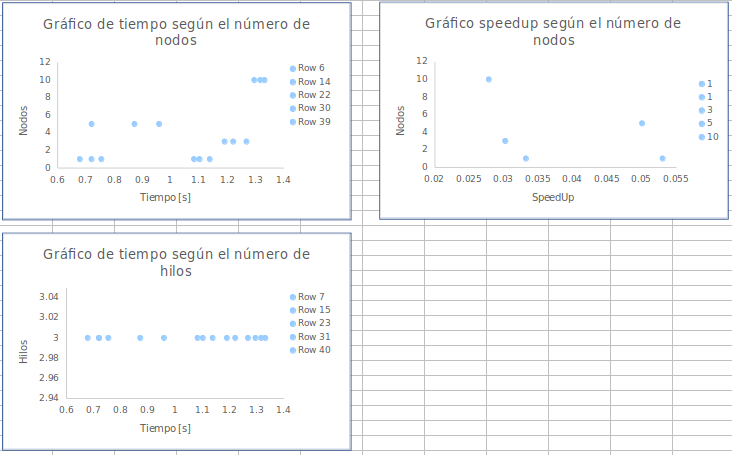 Gráfico de tiempo según el número de
nodos
12
10
8
6
4
2
0
Nodos
0.6 0.7 0.8 0.9 1 1.1 1.2 1.3 1.4
Tiempo [s]
Row 6
Row 14
Row 22
Row 30
Row 39
Gráfico speedup según el número de
nodos
12
10
8
6
4
2
0
Nodos
0.02 0.025 0.03 0.035 0.04 0.045 0.05 0.055
SpeedUp
1
1
3
5
10
Gráfico de tiempo según el número de
hilos
3.04
3.02
3
2.98
2.96
2.94
Hilos
0.6 0.7 0.8 0.9 1 1.1 1.2 1.3 1.4
Tiempo [s]
Row 7
Row 15
Row 23
Row 31
Row 40